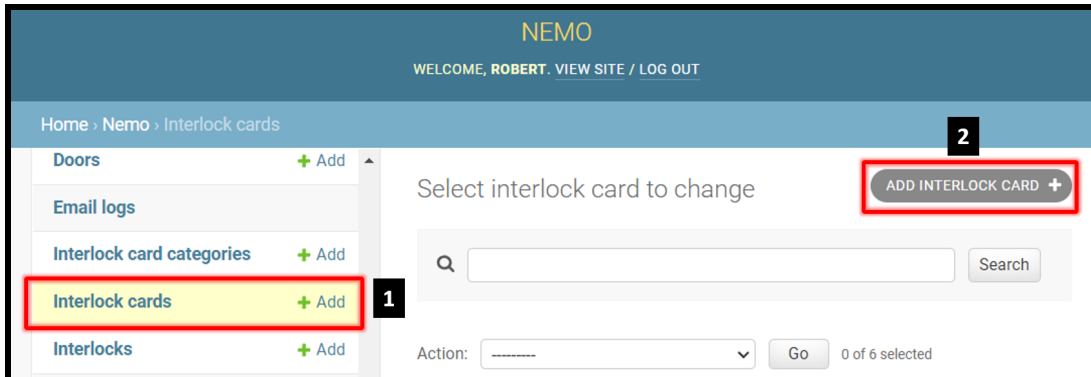 NEMO
WELCOME, ROBERT. VIEW SITE / LOG OUT
Home › Nemo › Interlock cards
Doors + Add
Email logs
Interlock card categories + Add
Interlock cards + Add
1
Interlocks + Add
2
Select interlock card to change
ADD INTERLOCK CARD +
Search
Action: --------- Go 0 of 6 selected